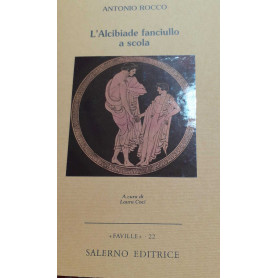 ANTONIO ROCCO
L'Alcibiade fanciullo
a scola
A cura di
Laura Coci
«FAVILLE» · 22
SALERNO EDITRICE